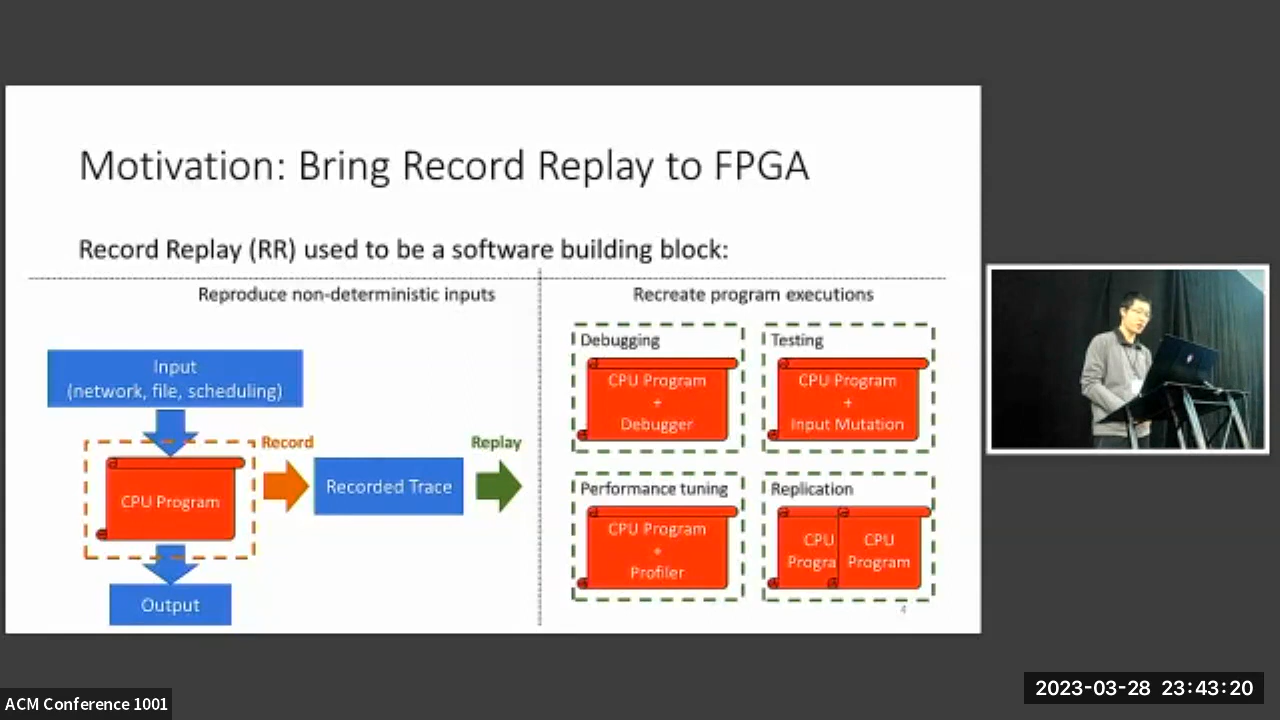 Motivation: Bring Record Replay to FPGA
Record Replay (RR) used to be a software building block:
Reproduce non-deterministic inputs
Input
(network, file, scheduling)
CPU Program
Record
Recorded Trace
Replay
Output
Recreate program executions
Debugging
CPU Program
+
Debugger
Testing
CPU Program
+
Input Mutation
Performance tuning
CPU Program
+
Profiler
Replication
CPU
Progra
CPU
Program
4
ACM Conference 1001
2023-03-28 23:43:20